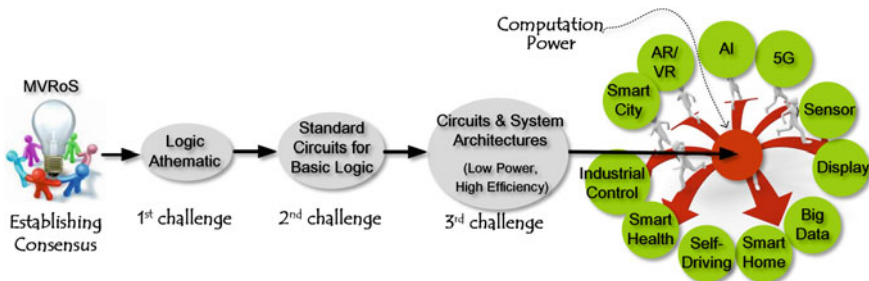 MVRoS
Establishing
Consensus
Logic
Athematic
1st challenge
Standard
Circuits for
Basic Logic
2nd challenge
Circuits & System
Architectures
(Low Power,
High Efficiency)
3rd challenge
Computation
Power
AR/
VR
AI
5G
Smart
City
Sensor
Industrial
Control
Display
Smart
Health
Self-
Driving
Smart
Home
Big
Data